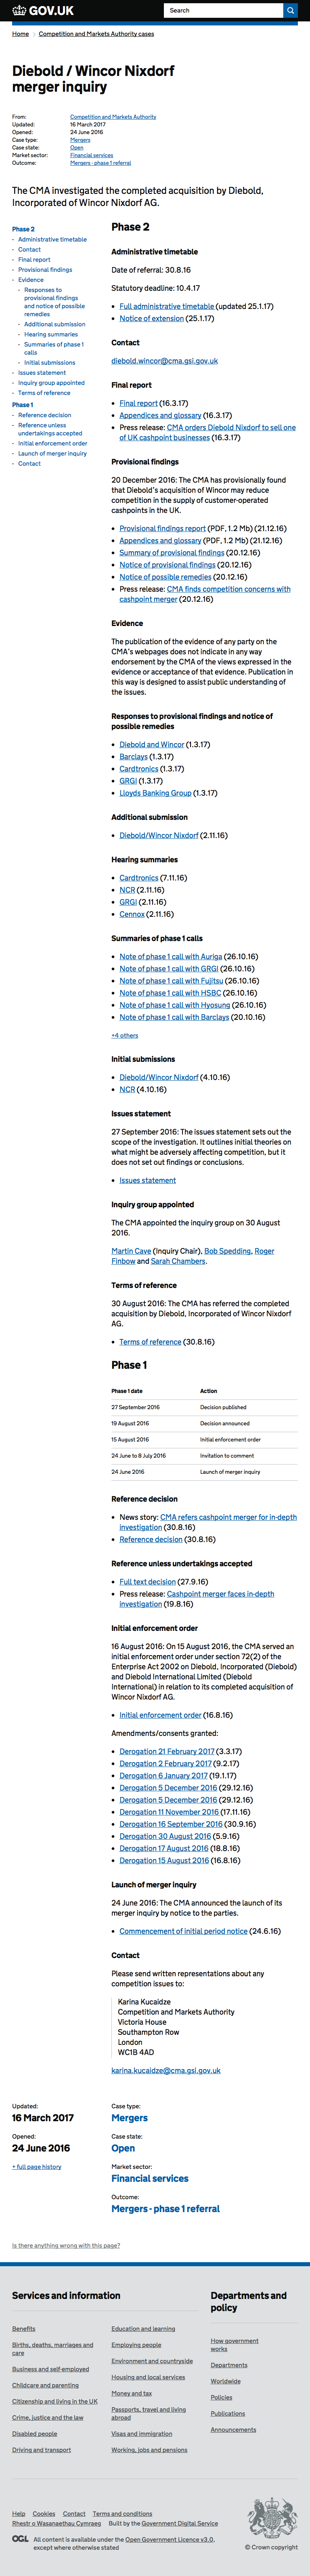 GOV.UK
Search
Home
Competition and Markets Authority cases
Diebold / Wincor Nixdorf
merger inquiry
From: Competition and Markets Authority
Updated: 16 March 2017
Opened: 24 June 2016
Case type: Mergers
Case state: Open
Market sector: Financial services
Outcome: Mergers - phase 1 referral
The CMA investigated the completed acquisition by Diebold,
Incorporated of Wincor Nixdorf AG.
Phase 2
Administrative timetable
Contact
Final report
Provisional findings
Evidence
Responses to
provisional findings
and notice of possible
remedies
Additional submission
Hearing summaries
Summaries of phase 1
calls
Initial submissions
Issues statement
Inquiry group appointed
Terms of reference
Phase 1
Reference decision
Reference unless
undertakings accepted
Initial enforcement order
Launch of merger inquiry
Contact
Phase 2
Administrative timetable
Date of referral: 30.8.16
Statutory deadline: 10.4.17
Full administrative timetable (updated 25.1.17)
Notice of extension (25.1.17)
Contact
diebold.wincor@cma.gsi.gov.uk
Final report
Final report (16.3.17)
Appendices and glossary (16.3.17)
Press release: CMA orders Diebold Nixdorf to sell one
of UK cashpoint businesses (16.3.17)
Provisional findings
20 December 2016: The CMA has provisionally found
that Diebold's acquisition of Wincor may reduce
competition in the supply of customer-operated
cashpoints in the UK.
Provisional findings report (PDF, 1.2 Mb) (21.12.16)
Appendices and glossary (PDF, 1.2 Mb) (21.12.16)
Summary of provisional findings (20.12.16)
Notice of provisional findings (20.12.16)
Notice of possible remedies (20.12.16)
Press release: CMA finds competition concerns with
cashpoint merger (20.12.16)
Evidence
The publication of the evidence of any party on the
CMA's webpages does not indicate in any way
endorsement by the CMA of the views expressed in the
evidence or acceptance of that evidence. Publication in
this way is designed to assist public understanding of
the issues.
Responses to provisional findings and notice of
possible remedies
Diebold and Wincor (1.3.17)
Barclays (1.3.17)
Cardtronics (1.3.17)
GRGI (1.3.17)
Lloyds Banking Group (1.3.17)
Additional submission
Diebold/Wincor Nixdorf (2.11.16)
Hearing summaries
Cardtronics (7.11.16)
NCR (2.11.16)
GRGI (2.11.16)
Cennox (2.11.16)
Summaries of phase 1 calls
Note of phase 1 call with Auriga (26.10.16)
Note of phase 1 call with GRGI (26.10.16)
Note of phase 1 call with Fujitsu (26.10.16)
Note of phase 1 call with HSBC (26.10.16)
Note of phase 1 call with Hyosung (26.10.16)
Note of phase 1 call with Barclays (20.10.16)
+4 others
Initial submissions
Diebold/Wincor Nixdorf (4.10.16)
NCR (4.10.16)
Issues statement
27 September 2016: The issues statement sets out the
scope of the investigation. It outlines initial theories on
what might be adversely affecting competition, but it
does not set out findings or conclusions.
Issues statement
Inquiry group appointed
The CMA appointed the inquiry group on 30 August
2016.
Martin Cave (Inquiry Chair), Bob Spedding, Roger
Finbow and Sarah Chambers.
Terms of reference
30 August 2016: The CMA has referred the completed
acquisition by Diebold, Incorporated of Wincor Nixdorf
AG.
Terms of reference (30.8.16)
Phase 1
Phase 1 date Action
27 September 2016 Decision published
19 August 2016 Decision announced
15 August 2016 Initial enforcement order
24 June to 8 July 2016 Invitation to comment
24 June 2016 Launch of merger inquiry
Reference decision
News story: CMA refers cashpoint merger for in-depth
investigation (30.8.16)
Reference decision (30.8.16)
Reference unless undertakings accepted
Full text decision (27.9.16)
Press release: Cashpoint merger faces in-depth
investigation (19.8.16)
Initial enforcement order
16 August 2016: On 15 August 2016, the CMA served an
initial enforcement order under section 72(2) of the
Enterprise Act 2002 on Diebold, Incorporated (Diebold)
and Diebold International Limited (Diebold
International) in relation to its completed acquisition of
Wincor Nixdorf AG.
Initial enforcement order (16.8.16)
Amendments/consents granted:
Derogation 21 February 2017 (3.3.17)
Derogation 2 February 2017 (9.2.17)
Derogation 6 January 2017 (19.1.17)
Derogation 5 December 2016 (29.12.16)
Derogation 5 December 2016 (29.12.16)
Derogation 11 November 2016 (17.11.16)
Derogation 16 September 2016 (30.9.16)
Derogation 30 August 2016 (5.9.16)
Derogation 17 August 2016 (18.8.16)
Derogation 15 August 2016 (16.8.16)
Launch of merger inquiry
24 June 2016: The CMA announced the launch of its
merger inquiry by notice to the parties.
Commencement of initial period notice (24.6.16)
Contact
Please send written representations about any
competition issues to:
Karina Kucaidze
Competition and Markets Authority
Victoria House
Southampton Row
London
WC1B 4AD
karina.kucaidze@cma.gsi.gov.uk
Updated:
16 March 2017
Opened:
24 June 2016
+ full page history
Case type:
Mergers
Case state:
Open
Market sector:
Financial services
Outcome:
Mergers - phase 1 referral
Is there anything wrong with this page?
Services and information
Benefits
Births, deaths, marriages and
care
Business and self-employed
Childcare and parenting
Citizenship and living in the UK
Crime, justice and the law
Disabled people
Driving and transport
Education and learning
Employing people
Environment and countryside
Housing and local services
Money and tax
Passports, travel and living
abroad
Visas and immigration
Working, jobs and pensions
Departments and
policy
How government
works
Departments
Worldwide
Policies
Publications
Announcements
Help Cookies Contact Terms and conditions
Rhestr o Wasanaethau Cymraeg Built by the Government Digital Service
OGL All content is available under the Open Government Licence v3.0,
except where otherwise stated
© Crown copyright